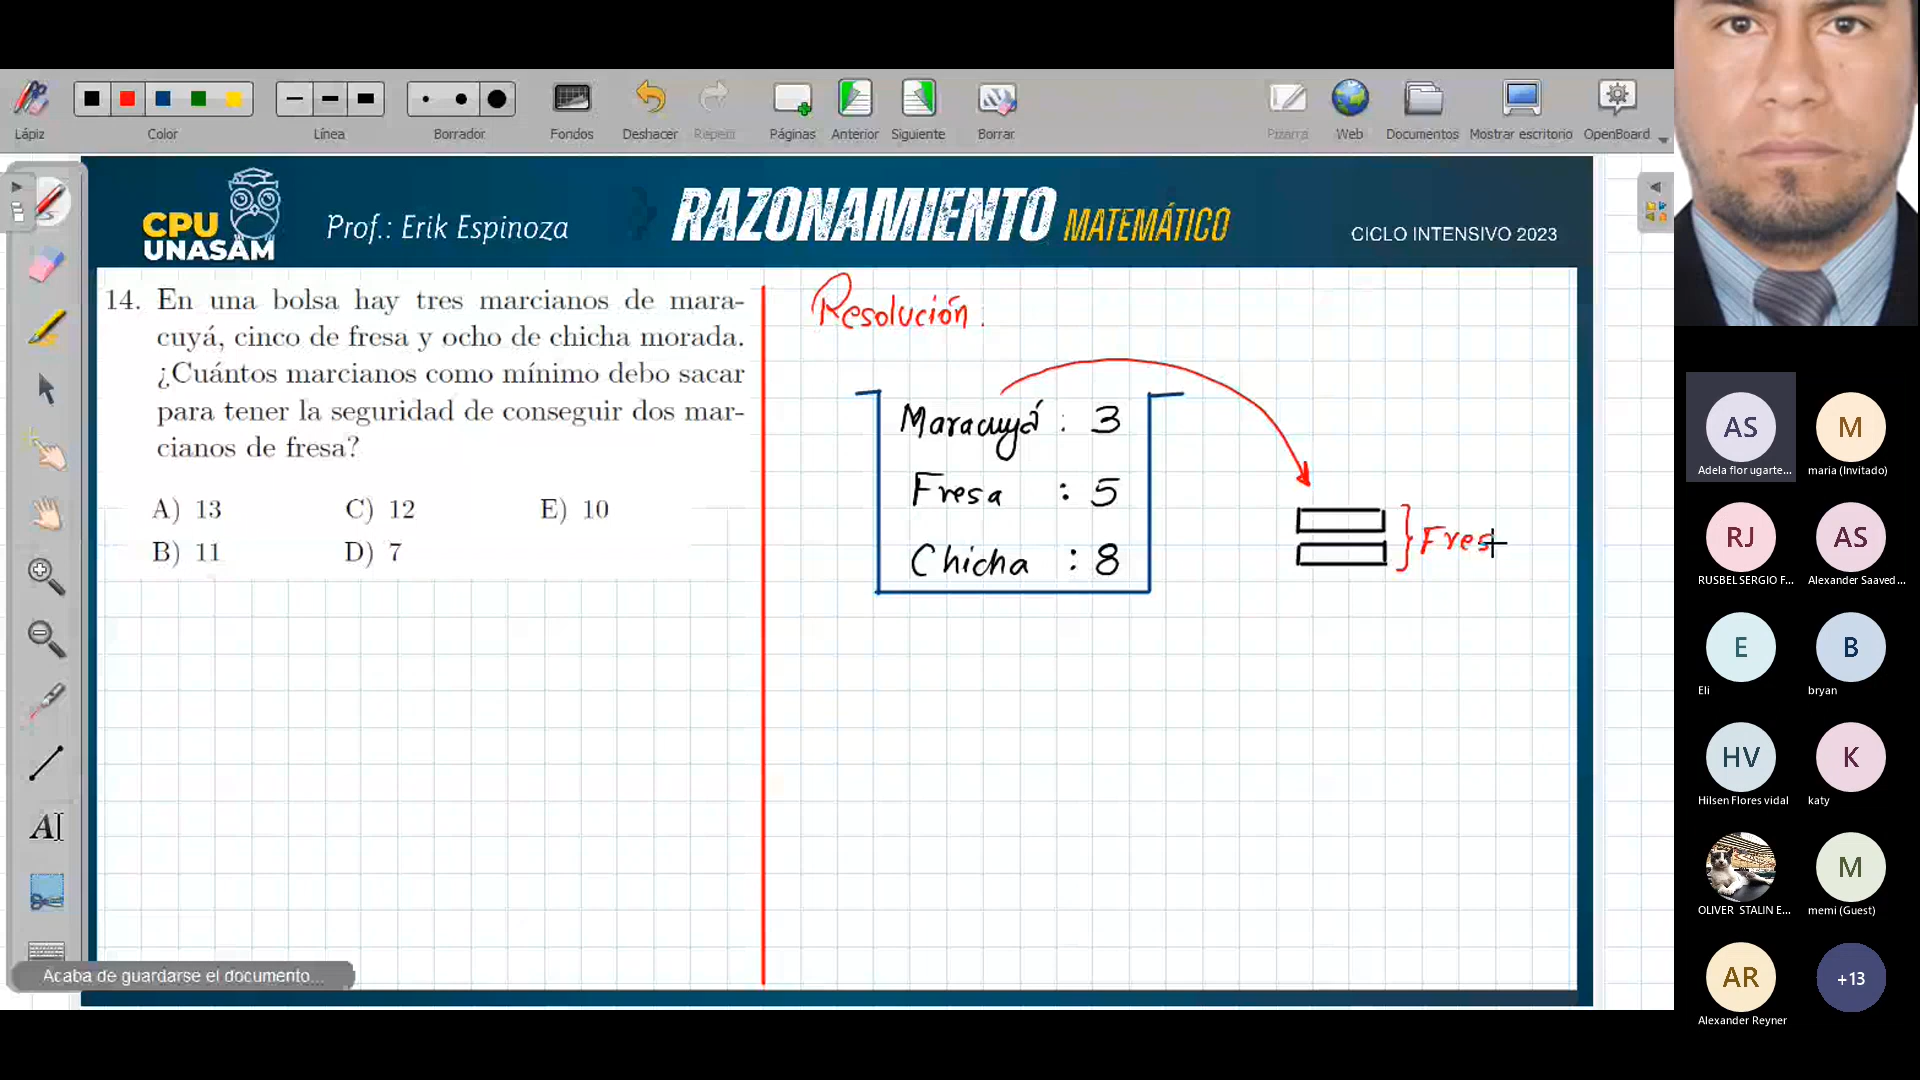 Lápiz
Color
Línea
Borrador
Fondos
Deshacer
Repetir
Páginas
Anterior
Siguiente
Borrar
Pizarra
Web
Documentos
Mostrar escritorio
OpenBoard
CPU
UNASAM
Prof.: Erik Espinoza
RAZONAMIENTO MATEMÁTICO
CICLO INTENSIVO 2023
14. En una bolsa hay tres marcianos de mara-
cuyá, cinco de fresa y ocho de chicha morada.
¿Cuántos marcianos como mínimo debo sacar
para tener la seguridad de conseguir dos mar-
cianos de fresa?
A) 13 C) 12 E) 10
B) 11 D) 7
Resolución:
Maracuyá : 3
Fresa : 5
Chicha : 8
Fres
A
Acaba de guardarse el documento...
AS
Adela flor ugarte...
M
maria (Invitado)
RJ
RUSBEL SERGIO F...
AS
Alexander Saaved...
E
Eli
B
bryan
HV
Hilsen Flores vidal
K
katy
OLIVER STALIN E...
M
memi (Guest)
AR
Alexander Reyner
+13